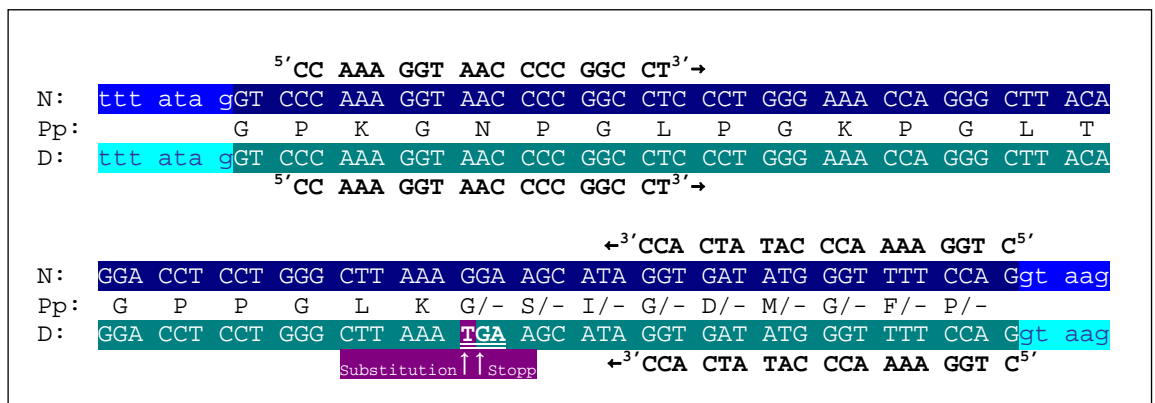 5′CC AAA GGT AAC CCC GGC CT3′→
N: ttt ata gGT CCC AAA GGT AAC CCC GGC CTC CCT GGG AAA CCA GGG CTT ACA
Pp: G P K G N P G L P G K P G L T
D: ttt ata gGT CCC AAA GGT AAC CCC GGC CTC CCT GGG AAA CCA GGG CTT ACA
5′CC AAA GGT AAC CCC GGC CT3′→
←3′CCA CTA TAC CCA AAA GGT C5′
N: GGA CCT CCT GGG CTT AAA GGA AGC ATA GGT GAT ATG GGT TTT CCA Ggt aag
Pp: G P P G L K G/- S/- I/- G/- D/- M/- G/- F/- P/-
D: GGA CCT CCT GGG CTT AAA TGA AGC ATA GGT GAT ATG GGT TTT CCA Ggt aag
Substitution↑↑Stopp ←3′CCA CTA TAC CCA AAA GGT C5′